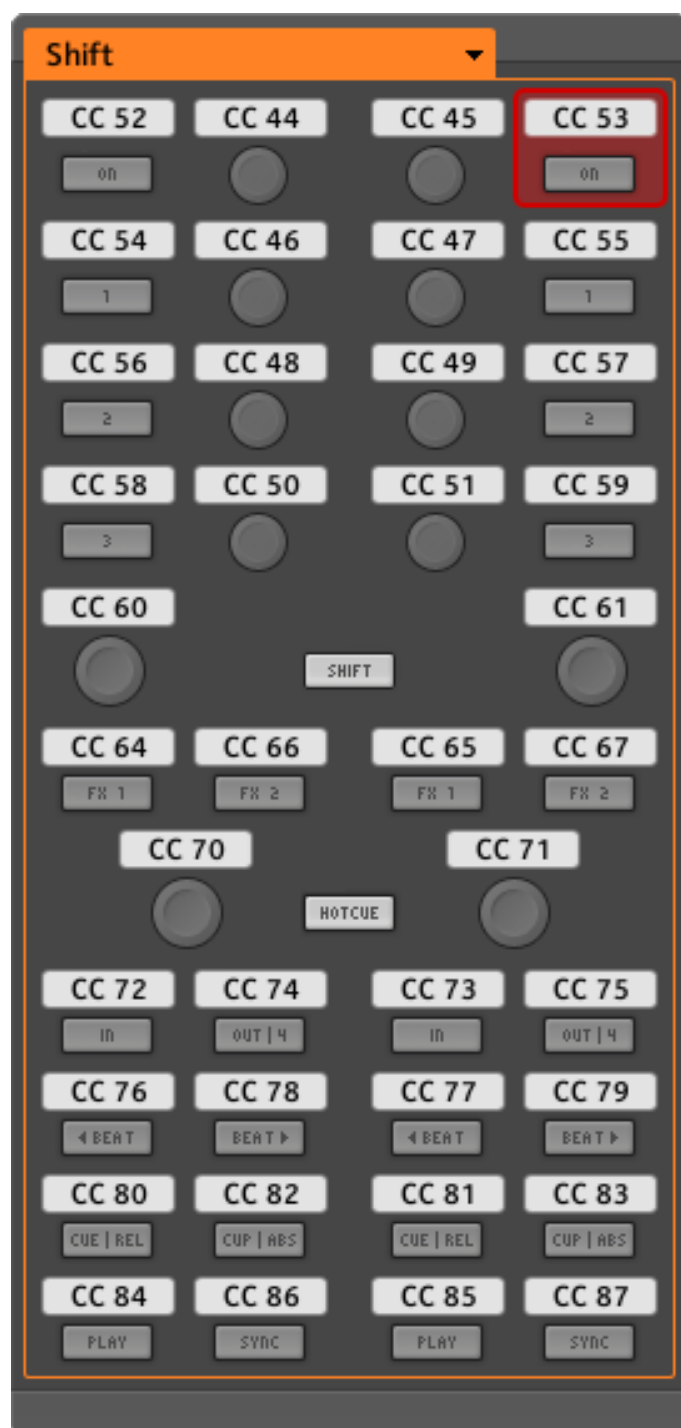 Shift
CC 52 CC 44 CC 45 CC 53
on on
CC 54 CC 46 CC 47 CC 55
1 1
CC 56 CC 48 CC 49 CC 57
2 2
CC 58 CC 50 CC 51 CC 59
3 3
CC 60 CC 61
SHIFT
CC 64 CC 66 CC 65 CC 67
FX 1 FX 2 FX 1 FX 2
CC 70 CC 71
HOTCUE
CC 72 CC 74 CC 73 CC 75
IN OUT | 4 IN OUT | 4
CC 76 CC 78 CC 77 CC 79
BEAT BEAT BEAT BEAT
CC 80 CC 82 CC 81 CC 83
CUE | REL CUP | ABS CUE | REL CUP | ABS
CC 84 CC 86 CC 85 CC 87
PLAY SYNC PLAY SYNC